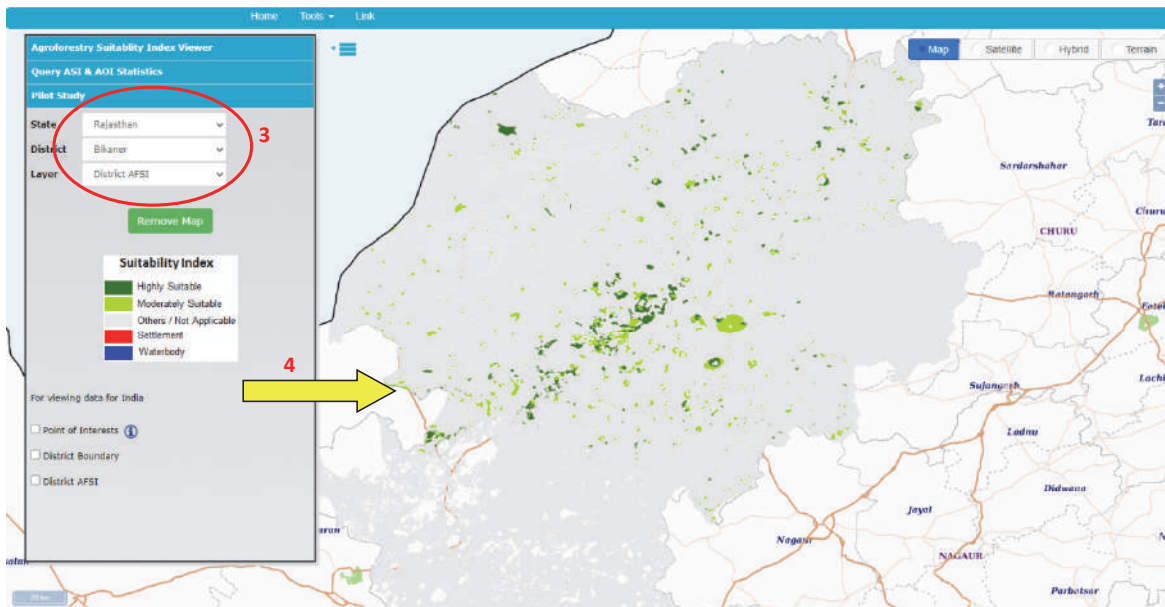 Home Tools Link
Agroforestry Suitablity Index Viewer
Query ASI & AOI Statistics
Pilot Study
State Rajasthan
District Bikaner
Layer District AFSI
3
Remove Map
Suitability Index
Highly Suitable
Moderately Suitable
Others / Not Applicable
Settlement
Waterbody
4
For viewing data for India
Point of Interests
District Boundary
District AFSI
Map Satellite Hybrid Terrain
+
−
Sardarshahar
CHURU
Ratangarh
Sujangarh
Ladnu
Didwana
Jayal
Nagaur
NAGAUR
Parbatsar